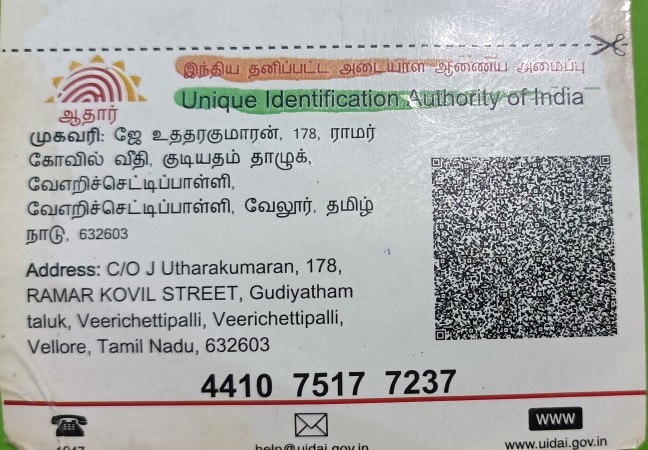 இந்திய தனிப்பட்ட அடையாள ஆணைய அமைப்பு
Unique Identification Authority of India
ஆதார்
முகவரி: ஜே உததரகுமாரன், 178, ராமர்
கோவில் வீதி, குடியதம் தாழுக்,
வேஎறிச்செட்டிப்பாள்ளி,
வேஎறிச்செட்டிப்பாள்ளி, வேலூர், தமிழ்
நாடு, 632603
Address: C/O J Utharakumaran, 178,
RAMAR KOVIL STREET, Gudiyatham
taluk, Veerichettipalli, Veerichettipalli,
Vellore, Tamil Nadu, 632603
4410 7517 7237
WWW
1947
help@uidai.gov.in
www.uidai.gov.in